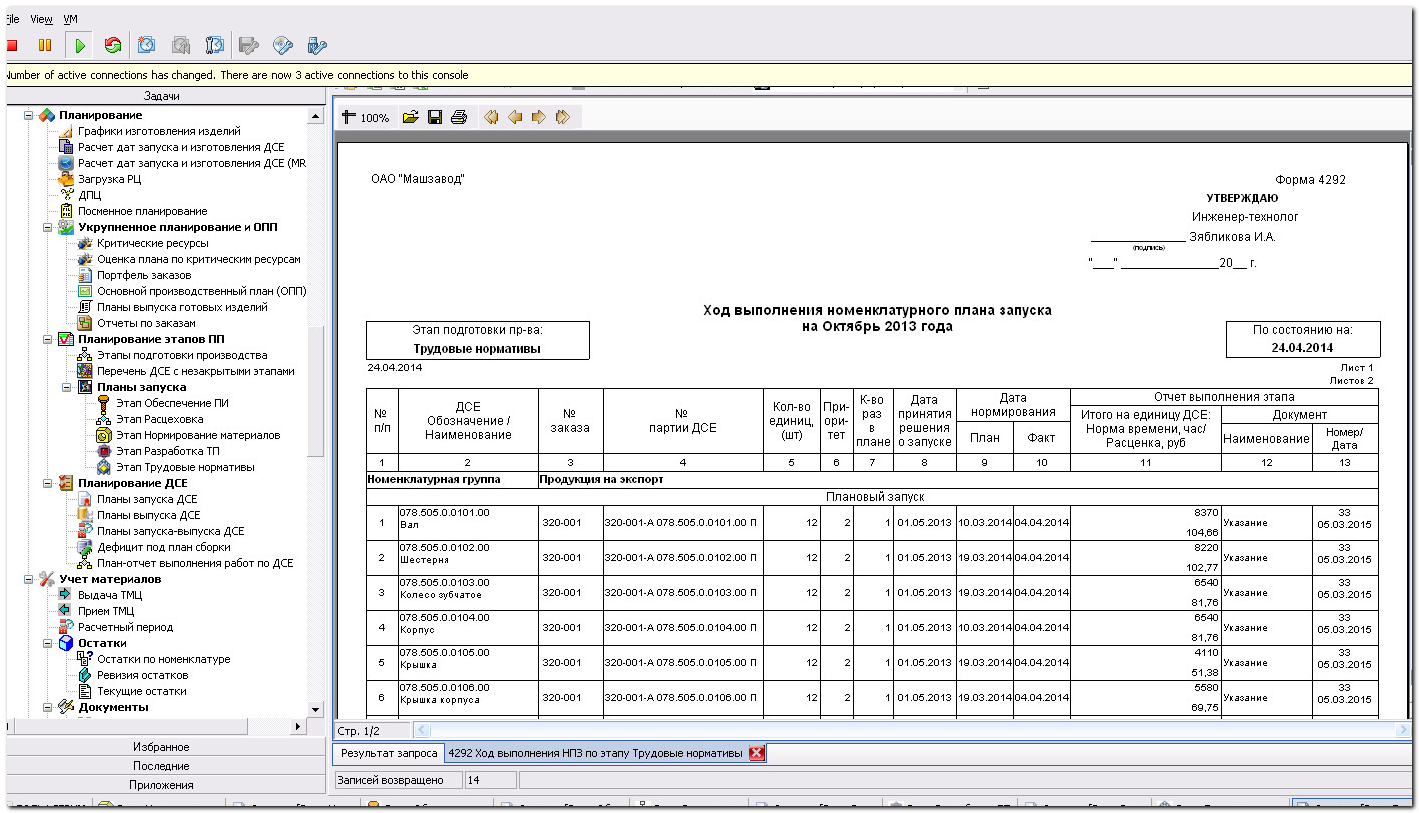 File View VM
Number of active connections has changed. There are now 3 active connections to this console
Задачи
Планирование
Графики изготовления изделий
Расчет дат запуска и изготовления ДСЕ
Расчет дат запуска и изготовления ДСЕ (MR
Загрузка РЦ
ДПЦ
Посменное планирование
Укрупненное планирование и ОПП
Критические ресурсы
Оценка плана по критическим ресурсам
Портфель заказов
Основной производственный план (ОПП)
Планы выпуска готовых изделий
Отчеты по заказам
Планирование этапов ПП
Этапы подготовки производства
Перечень ДСЕ с незакрытыми этапами
Планы запуска
Этап Обеспечение ПИ
Этап Расцеховка
Этап Нормирование материалов
Этап Разработка ТП
Этап Трудовые нормативы
Планирование ДСЕ
Планы запуска ДСЕ
Планы выпуска ДСЕ
Планы запуска-выпуска ДСЕ
Дефицит под план сборки
План-отчет выполнения работ по ДСЕ
Учет материалов
Выдача ТМЦ
Прием ТМЦ
Расчетный период
Остатки
Остатки по номенклатуре
Ревизия остатков
Текущие остатки
Документы
Избранное
Последние
Приложения
100%
ОАО "Машзавод"
Форма 4292
УТВЕРЖДАЮ
Инженер-технолог
______________ Зябликова И.А.
(подпись)
"___" ______________20__ г.
Ход выполнения номенклатурного плана запуска
на Октябрь 2013 года
Этап подготовки пр-ва:
Трудовые нормативы
По состоянию на:
24.04.2014
24.04.2014
Лист 1
Листов 2
№ п/п
ДСЕ Обозначение / Наименование
№ заказа
№ партии ДСЕ
Кол-во единиц, (шт)
При-ори-тет
К-во раз в плане
Дата принятия решения о запуске
Дата нормирования
План Факт
Отчет выполнения этапа
Итого на единицу ДСЕ: Норма времени, час/ Расценка, руб
Документ
Наименование
Номер/ Дата
1 2 3 4 5 6 7 8 9 10 11 12 13
Номенклатурная группа Продукция на экспорт
Плановый запуск
078.505.0.0101.00 8370 33
1 Вал 320-001 320-001-А 078.505.0.0101.00 П 12 2 1 01.05.2013 10.03.2014 04.04.2014 Указание 05.03.2015
104,66
078.505.0.0102.00 8220 33
2 Шестерня 320-001 320-001-А 078.505.0.0102.00 П 12 2 1 01.05.2013 19.03.2014 04.04.2014 Указание 05.03.2015
102,77
078.505.0.0103.00 6540 33
3 Колесо зубчатое 320-001 320-001-А 078.505.0.0103.00 П 12 2 1 01.05.2013 19.03.2014 04.04.2014 Указание 05.03.2015
81,76
078.505.0.0104.00 6540 33
4 Корпус 320-001 320-001-А 078.505.0.0104.00 П 12 2 1 01.05.2013 10.03.2014 04.04.2014 Указание 05.03.2015
81,76
078.505.0.0105.00 4110 33
5 Крышка 320-001 320-001-А 078.505.0.0105.00 П 12 2 1 01.05.2013 19.03.2014 04.04.2014 Указание 05.03.2015
51,38
078.505.0.0106.00 5580 33
6 Крышка корпуса 320-001 320-001-А 078.505.0.0106.00 П 12 2 1 01.05.2013 19.03.2014 04.04.2014 Указание 05.03.2015
69,75
Стр. 1/2
Результат запроса 4292 Ход выполнения НПЗ по этапу Трудовые нормативы
Записей возвращено 14